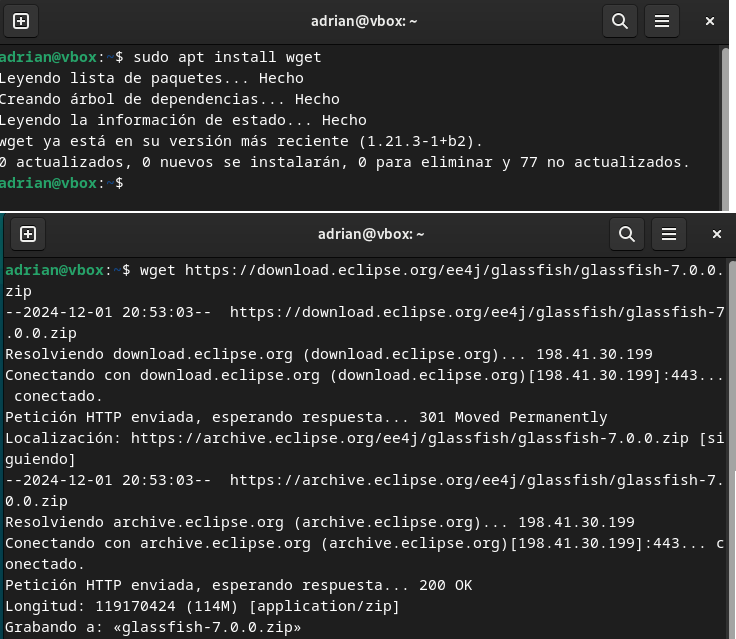 adrian@vbox: ~
adrian@vbox:~$ sudo apt install wget
Leyendo lista de paquetes... Hecho
Creando árbol de dependencias... Hecho
Leyendo la información de estado... Hecho
wget ya está en su versión más reciente (1.21.3-1+b2).
0 actualizados, 0 nuevos se instalarán, 0 para eliminar y 77 no actualizados.
adrian@vbox:~$
adrian@vbox: ~
adrian@vbox:~$ wget https://download.eclipse.org/ee4j/glassfish/glassfish-7.0.0.
zip
--2024-12-01 20:53:03--  https://download.eclipse.org/ee4j/glassfish/glassfish-7
.0.0.zip
Resolviendo download.eclipse.org (download.eclipse.org)... 198.41.30.199
Conectando con download.eclipse.org (download.eclipse.org)[198.41.30.199]:443...
 conectado.
Petición HTTP enviada, esperando respuesta... 301 Moved Permanently
Localización: https://archive.eclipse.org/ee4j/glassfish/glassfish-7.0.0.zip [si
guiendo]
--2024-12-01 20:53:03--  https://archive.eclipse.org/ee4j/glassfish/glassfish-7.
0.0.zip
Resolviendo archive.eclipse.org (archive.eclipse.org)... 198.41.30.199
Conectando con archive.eclipse.org (archive.eclipse.org)[198.41.30.199]:443... c
onectado.
Petición HTTP enviada, esperando respuesta... 200 OK
Longitud: 119170424 (114M) [application/zip]
Grabando a: «glassfish-7.0.0.zip»